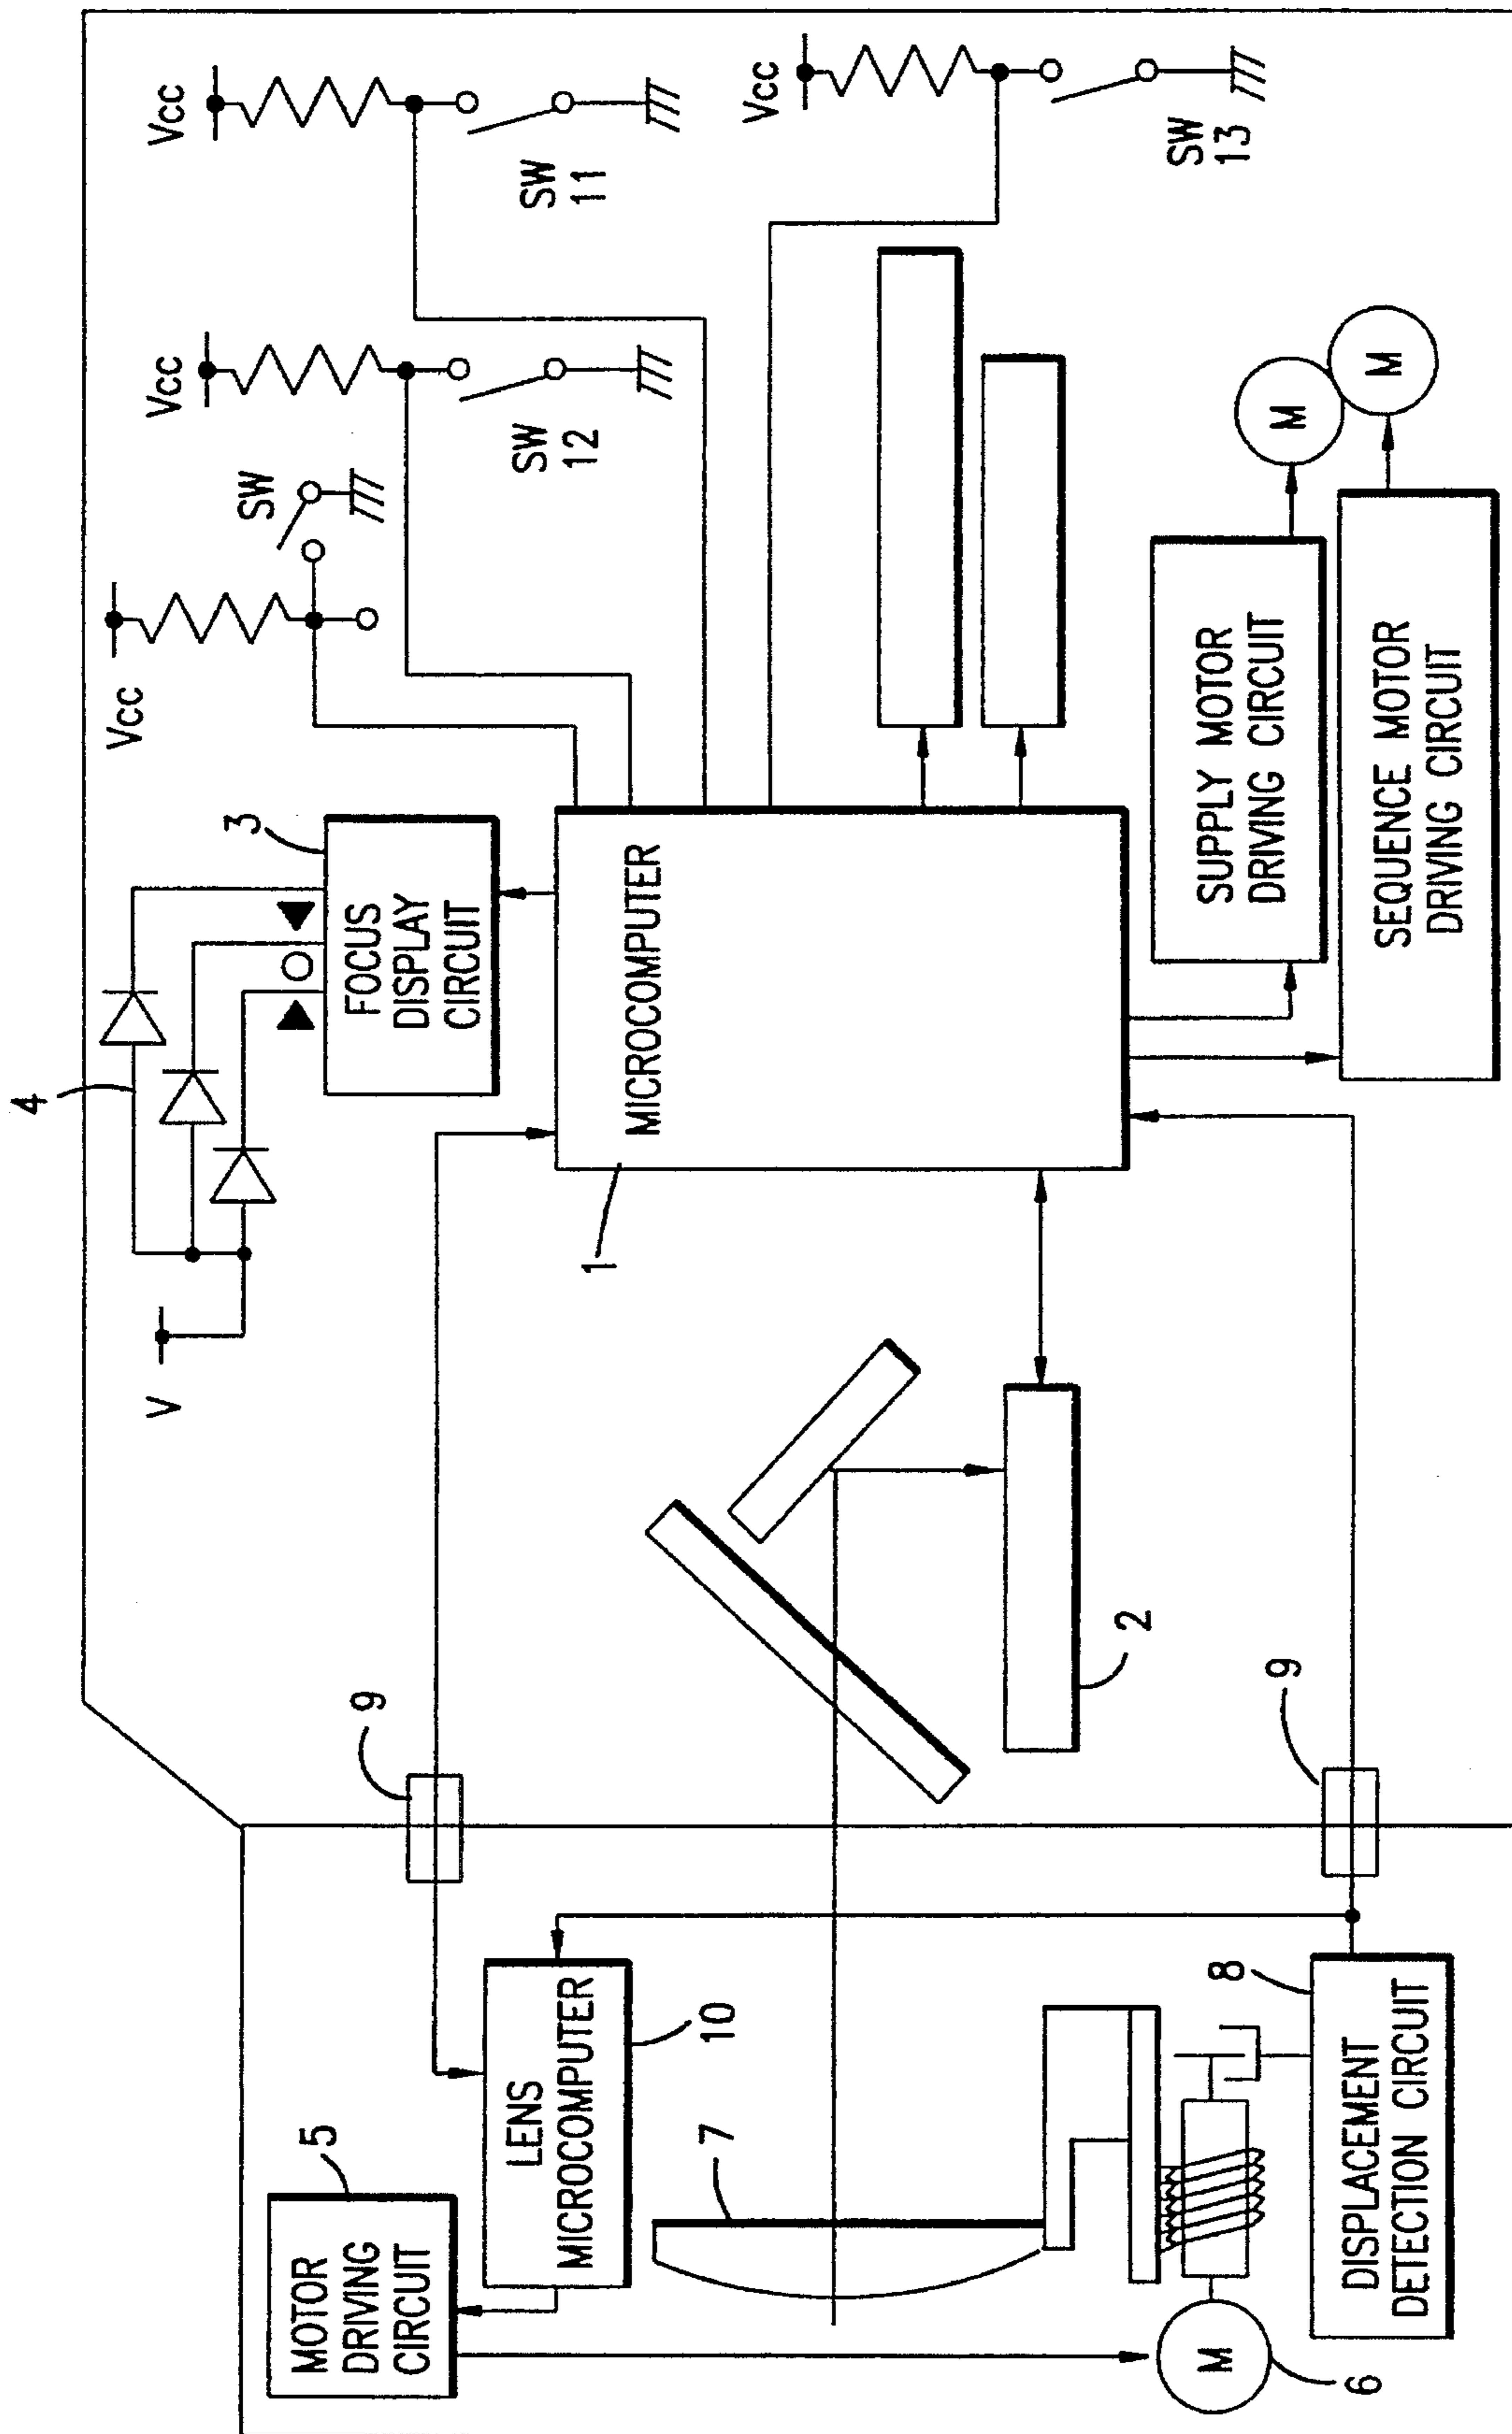 4
V
Vcc
SW
Vcc
SW
12
Vcc
SW
11
Vcc
SW
13
3
FOCUS
DISPLAY
CIRCUIT
1
MICROCOMPUTER
SUPPLY MOTOR
DRIVING CIRCUIT
M
SEQUENCE MOTOR
DRIVING CIRCUIT
M
9
2
9
5
MOTOR
DRIVING
CIRCUIT
LENS
MICROCOMPUTER
10
7
M
6
8
DISPLACEMENT
DETECTION CIRCUIT